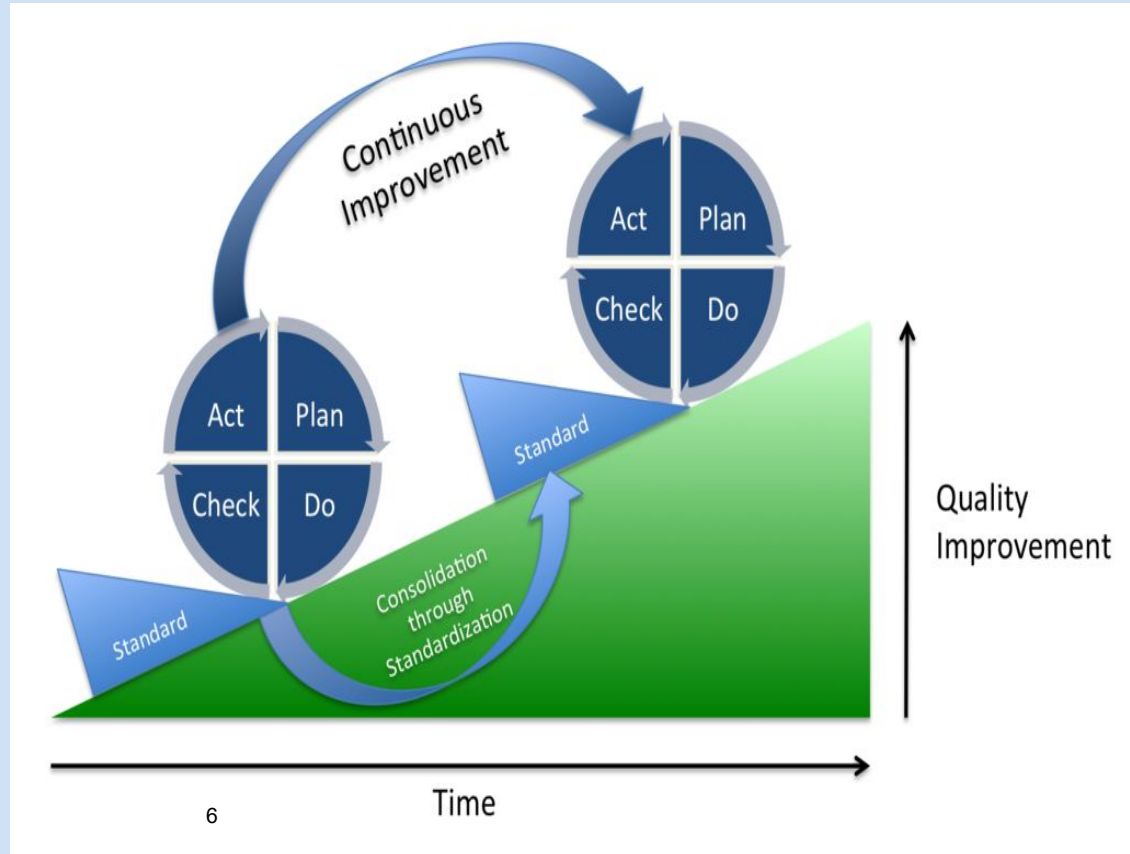 Continuous
Improvement
Act
Plan
Check
Do
Act
Plan
Check
Do
Standard
Standard
Consolidation
through
Standardization
Quality
Improvement
Time
6